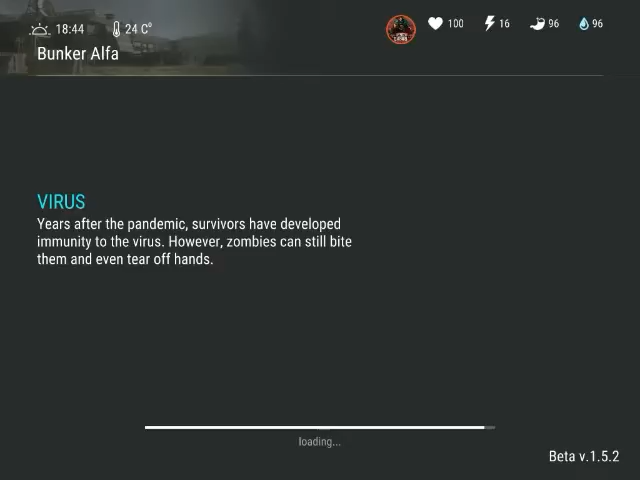 18:44 24 C° 100 16 96 96
Bunker Alfa
VIRUS
Years after the pandemic, survivors have developed
immunity to the virus. However, zombies can still bite
them and even tear off hands.
loading...
Beta v.1.5.2